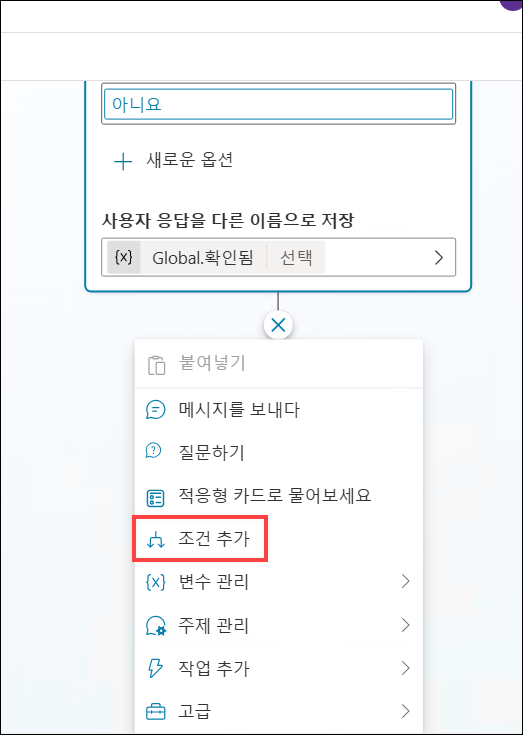 아니요
새로운 옵션
사용자 응답을 다른 이름으로 저장
{x} Global.확인됨 선택
붙여넣기
메시지를 보내다
질문하기
적응형 카드로 물어보세요
조건 추가
{x} 변수 관리
주제 관리
작업 추가
고급